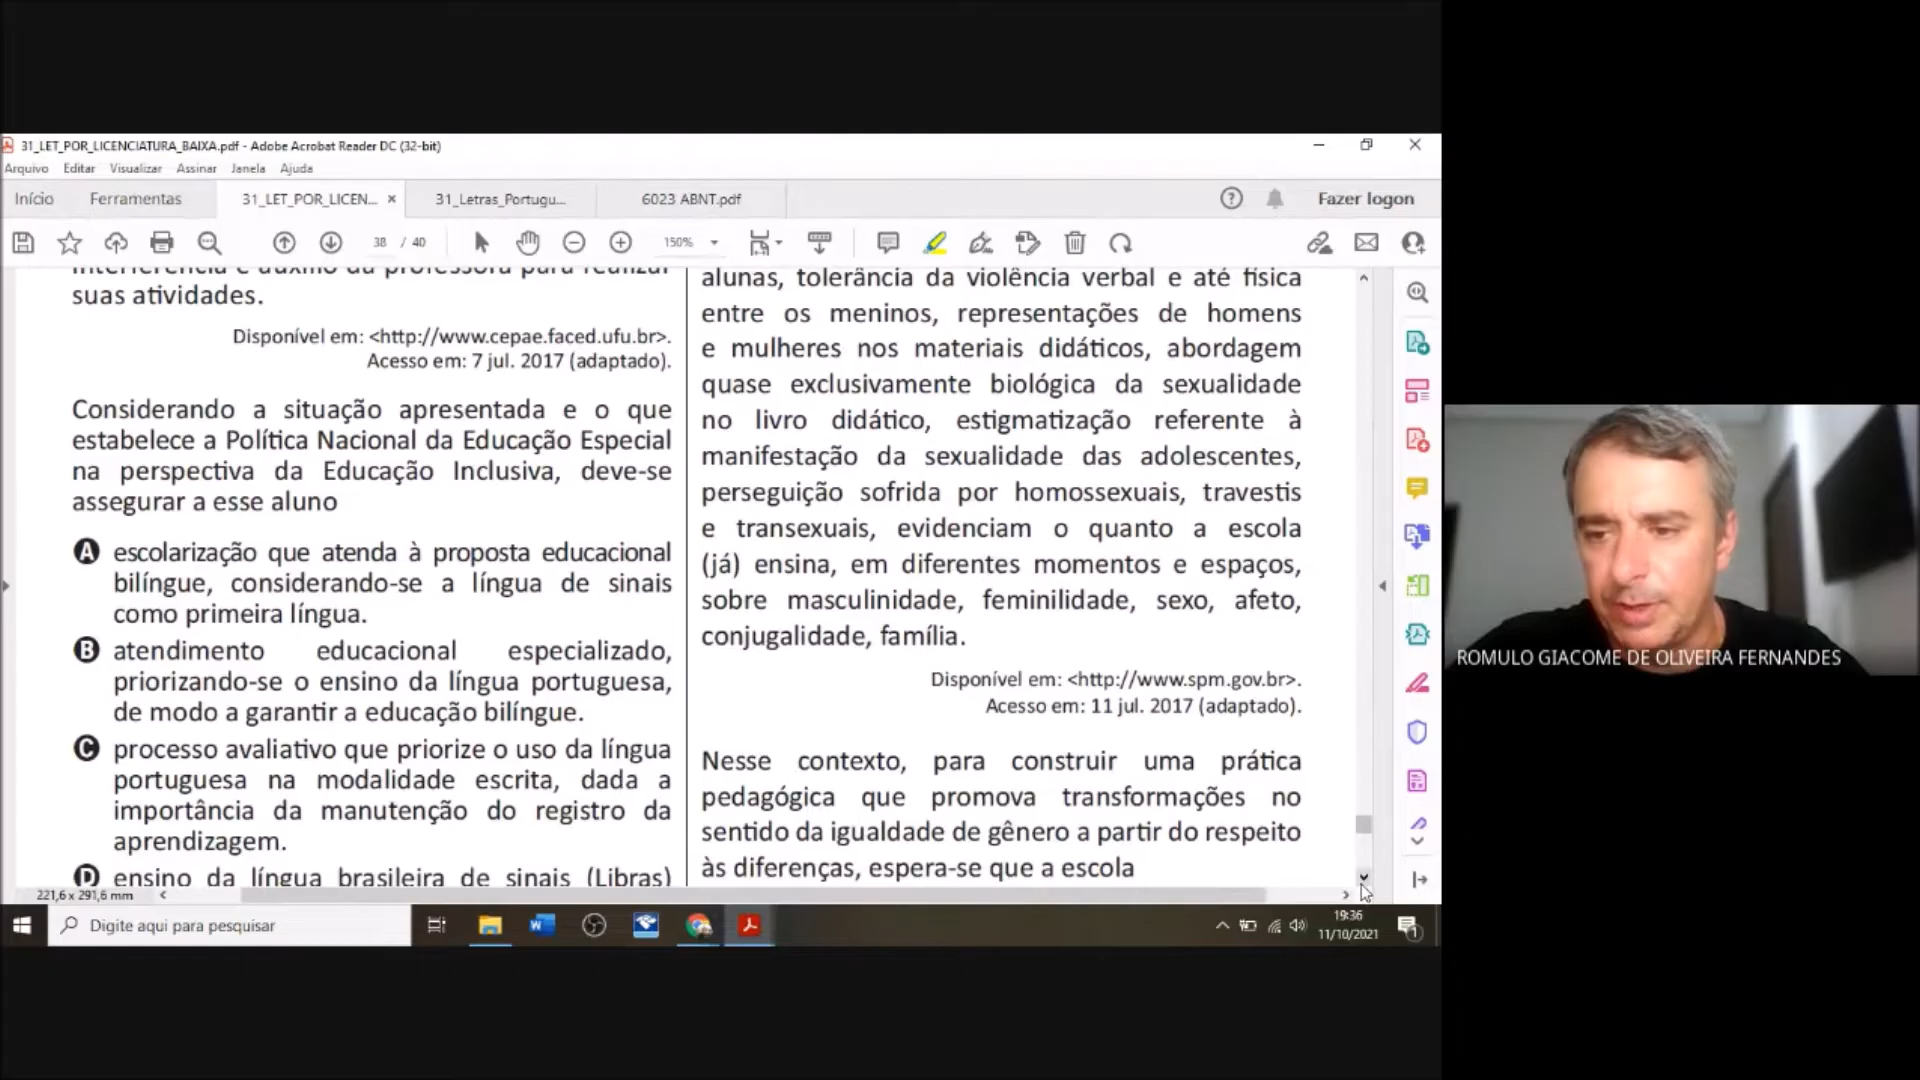 31_LET_POR_LICENCIATURA_BAIXA.pdf - Adobe Acrobat Reader DC (32-bit)
Arquivo Editar Visualizar Assinar Janela Ajuda
Início Ferramentas 31_LET_POR_LICEN... × 31_Letras_Portugu... 6023 ABNT.pdf Fazer logon
38 / 40 150%
interferência e auxílio da professora para realizar
suas atividades.
Disponível em: <http://www.cepae.faced.ufu.br>.
Acesso em: 7 jul. 2017 (adaptado).
Considerando a situação apresentada e o que
estabelece a Política Nacional da Educação Especial
na perspectiva da Educação Inclusiva, deve-se
assegurar a esse aluno
A escolarização que atenda à proposta educacional
bilíngue, considerando-se a língua de sinais
como primeira língua.
B atendimento educacional especializado,
priorizando-se o ensino da língua portuguesa,
de modo a garantir a educação bilíngue.
C processo avaliativo que priorize o uso da língua
portuguesa na modalidade escrita, dada a
importância da manutenção do registro da
aprendizagem.
D ensino da língua brasileira de sinais (Libras)
alunas, tolerância da violência verbal e até física
entre os meninos, representações de homens
e mulheres nos materiais didáticos, abordagem
quase exclusivamente biológica da sexualidade
no livro didático, estigmatização referente à
manifestação da sexualidade das adolescentes,
perseguição sofrida por homossexuais, travestis
e transexuais, evidenciam o quanto a escola
(já) ensina, em diferentes momentos e espaços,
sobre masculinidade, feminilidade, sexo, afeto,
conjugalidade, família.
Disponível em: <http://www.spm.gov.br>.
Acesso em: 11 jul. 2017 (adaptado).
Nesse contexto, para construir uma prática
pedagógica que promova transformações no
sentido da igualdade de gênero a partir do respeito
às diferenças, espera-se que a escola
221,6 x 291,6 mm
Digite aqui para pesquisar
19:36
11/10/2021
1
ROMULO GIACOME DE OLIVEIRA FERNANDES